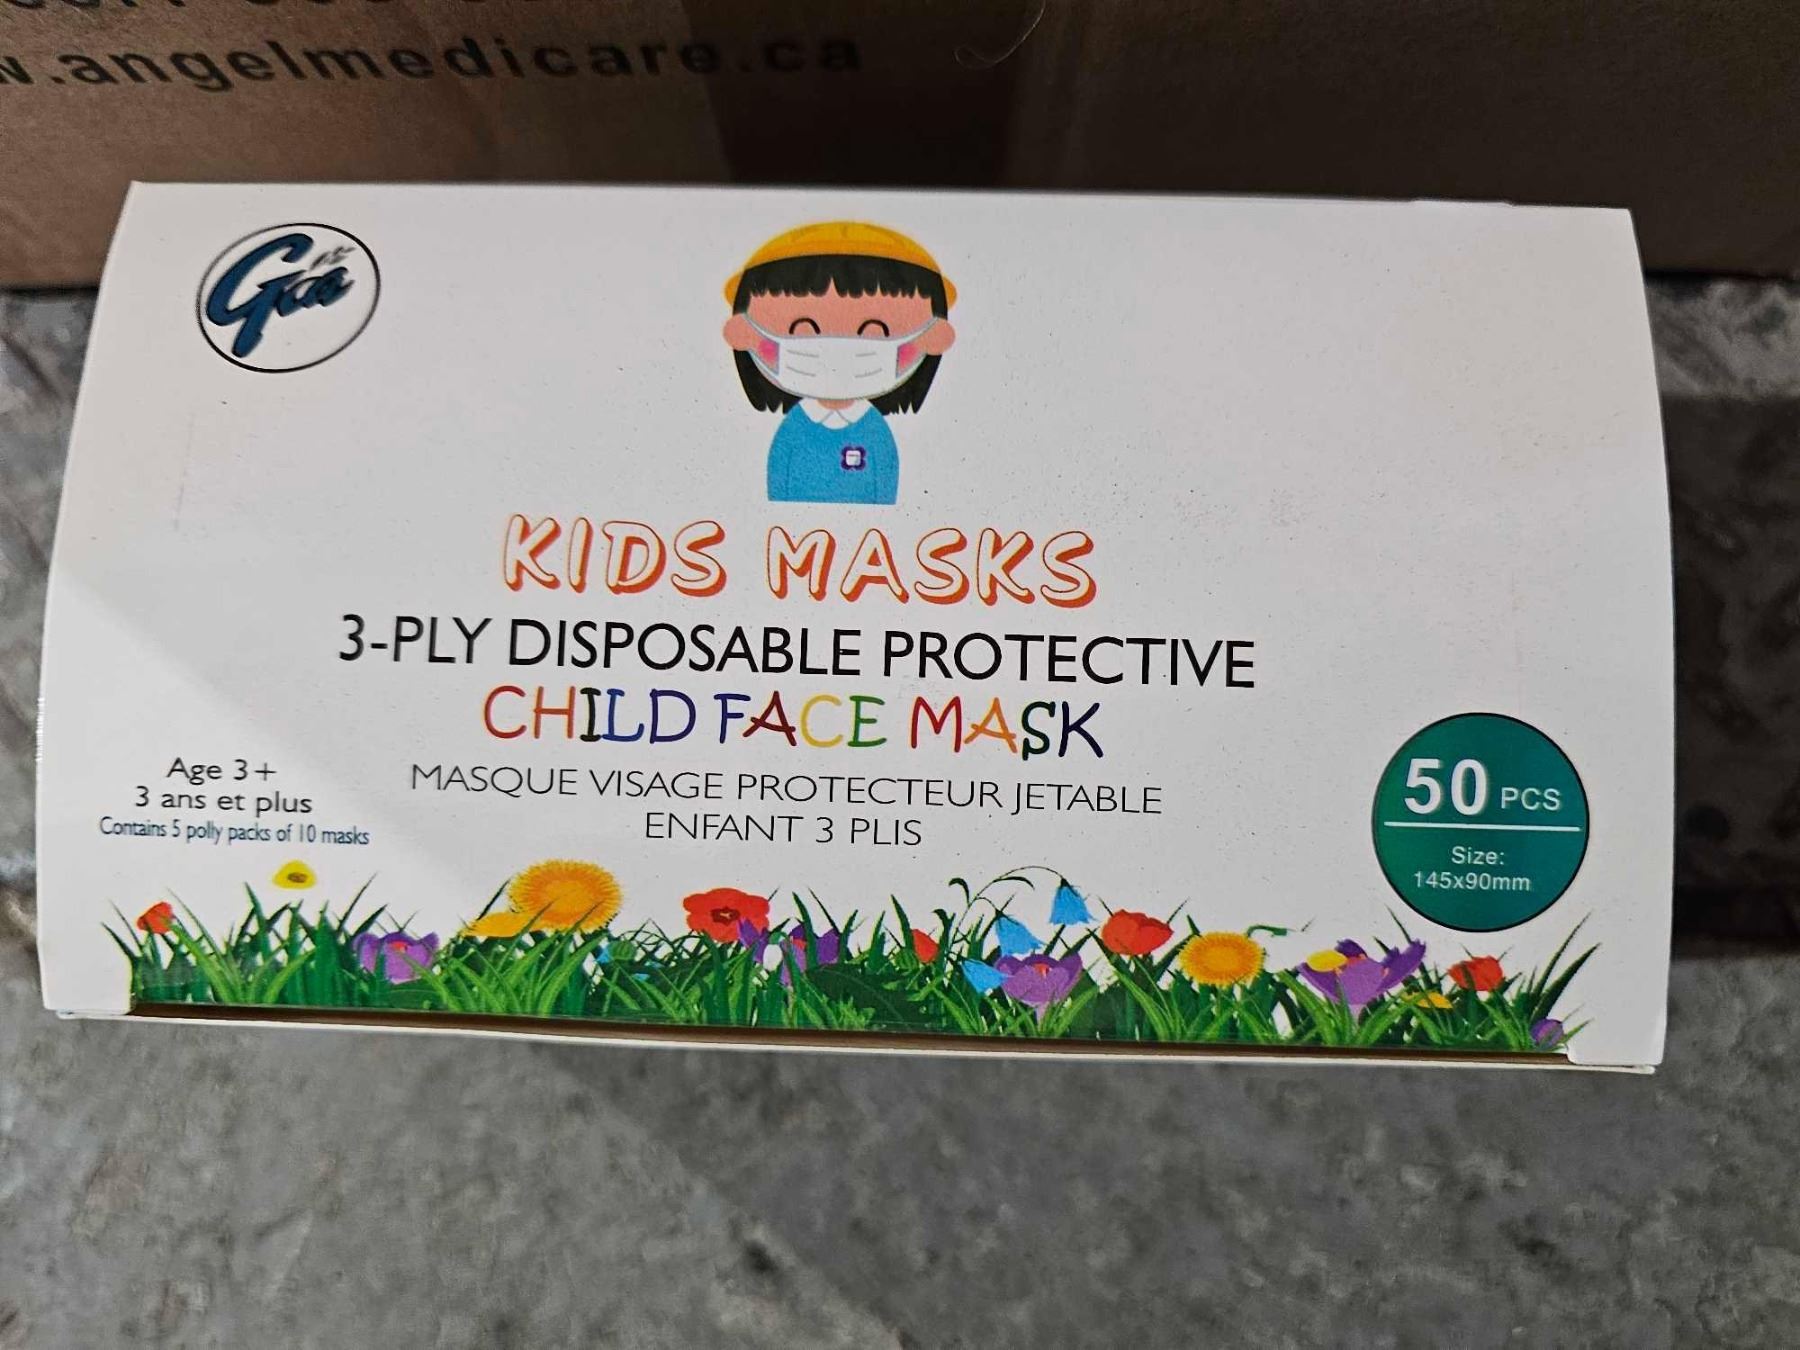 .angelmedicare.ca
KIDS MASKS
3-PLY DISPOSABLE PROTECTIVE
CHILD FACE MASK
MASQUE VISAGE PROTECTEUR JETABLE
ENFANT 3 PLIS
Age 3+
3 ans et plus
Contains 5 polly packs of 10 masks
50 PCS
Size:
145x90mm